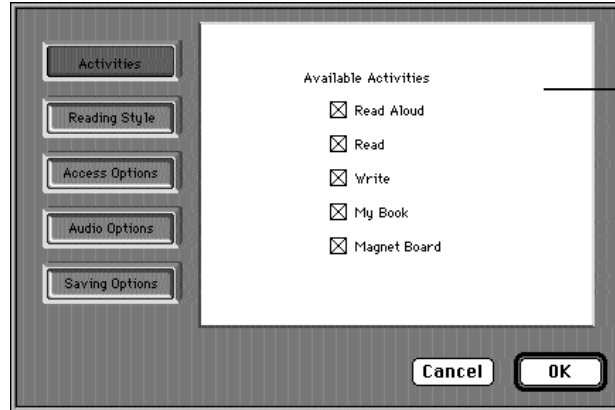 Activities
Reading Style
Access Options
Audio Options
Saving Options
Available Activities
Read Aloud
Read
Write
My Book
Magnet Board
Cancel
OK